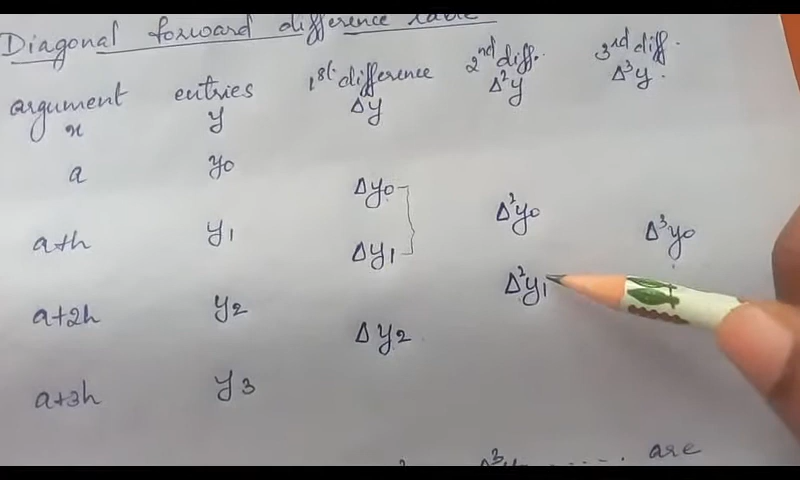 Diagonal forward difference table
argument entries 1st difference 2nd diff. 3rd diff.
x y Δy Δ²y Δ³y.
a y0
Δy0
a+h y1 Δ²y0
Δy1 Δ³y0
a+2h y2 Δ²y1
Δy2
a+3h y3
are